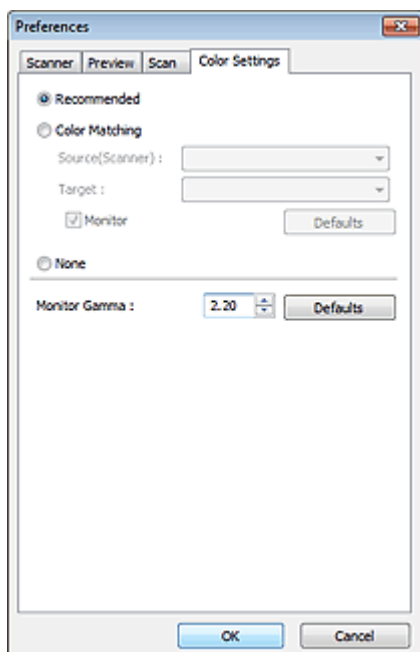 Preferences
Scanner Preview Scan Color Settings
Recommended
Color Matching
Source(Scanner) :
Target :
Monitor Defaults
None
Monitor Gamma : 2.20 Defaults
OK Cancel